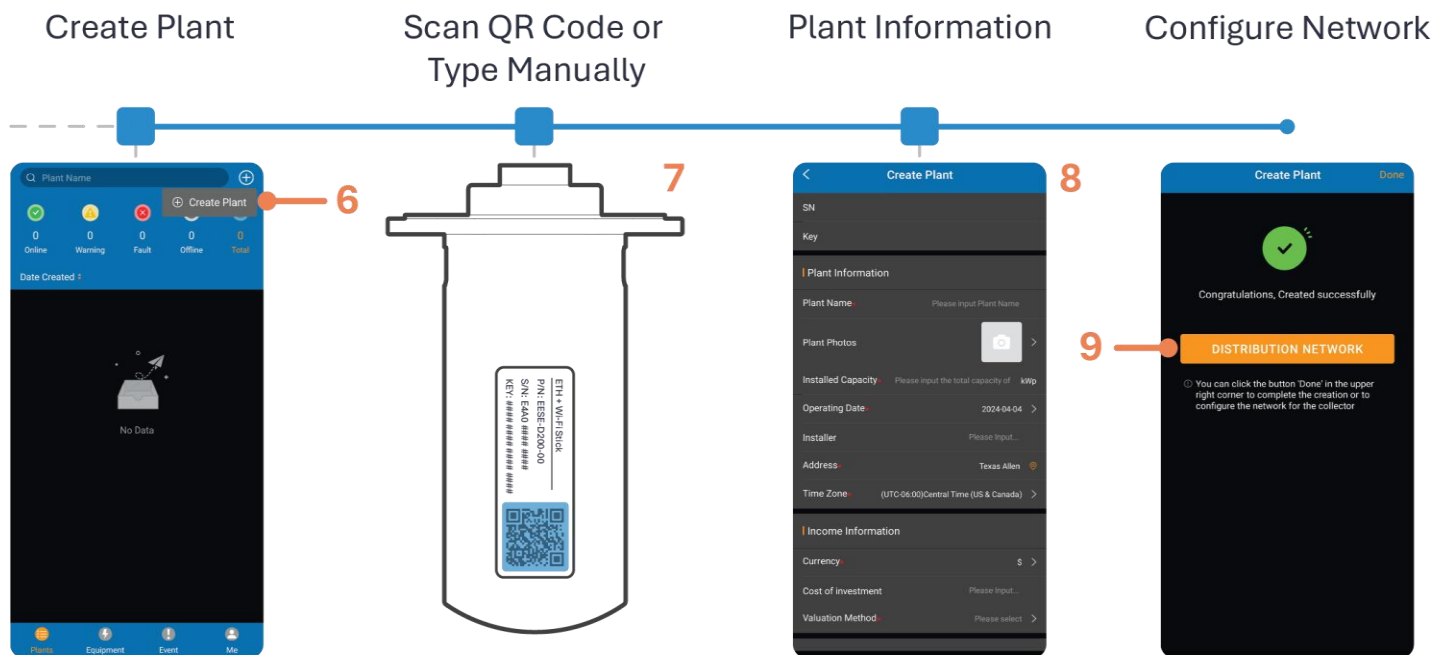 Create Plant
Scan QR Code or
Type Manually
Plant Information
Configure Network
Plant Name
Create Plant
6
0
0
0
0
0
Online
Warning
Fault
Offline
Total
Date Created
No Data
Plants
Equipment
Event
Me
7
ETH + Wi-Fi Stick
P/N: EESE-D200-00
S/N: E4A0 #### ####
KEY: #### #### #### ####
8
Create Plant
SN
Key
Plant Information
Plant Name* Please input Plant Name
Plant Photos
Installed Capacity* Please input the total capacity of kWp
Operating Date* 2024-04-04
Installer Please Input...
Address* Texas Allen
Time Zone* (UTC-06:00)Central Time (US & Canada)
Income Information
Currency* $
Cost of investment Please Input...
Valuation Method* Please select
Create Plant Done
Congratulations, Created successfully
9
DISTRIBUTION NETWORK
You can click the button 'Done' in the upper
right corner to complete the creation or to
configure the network for the collector